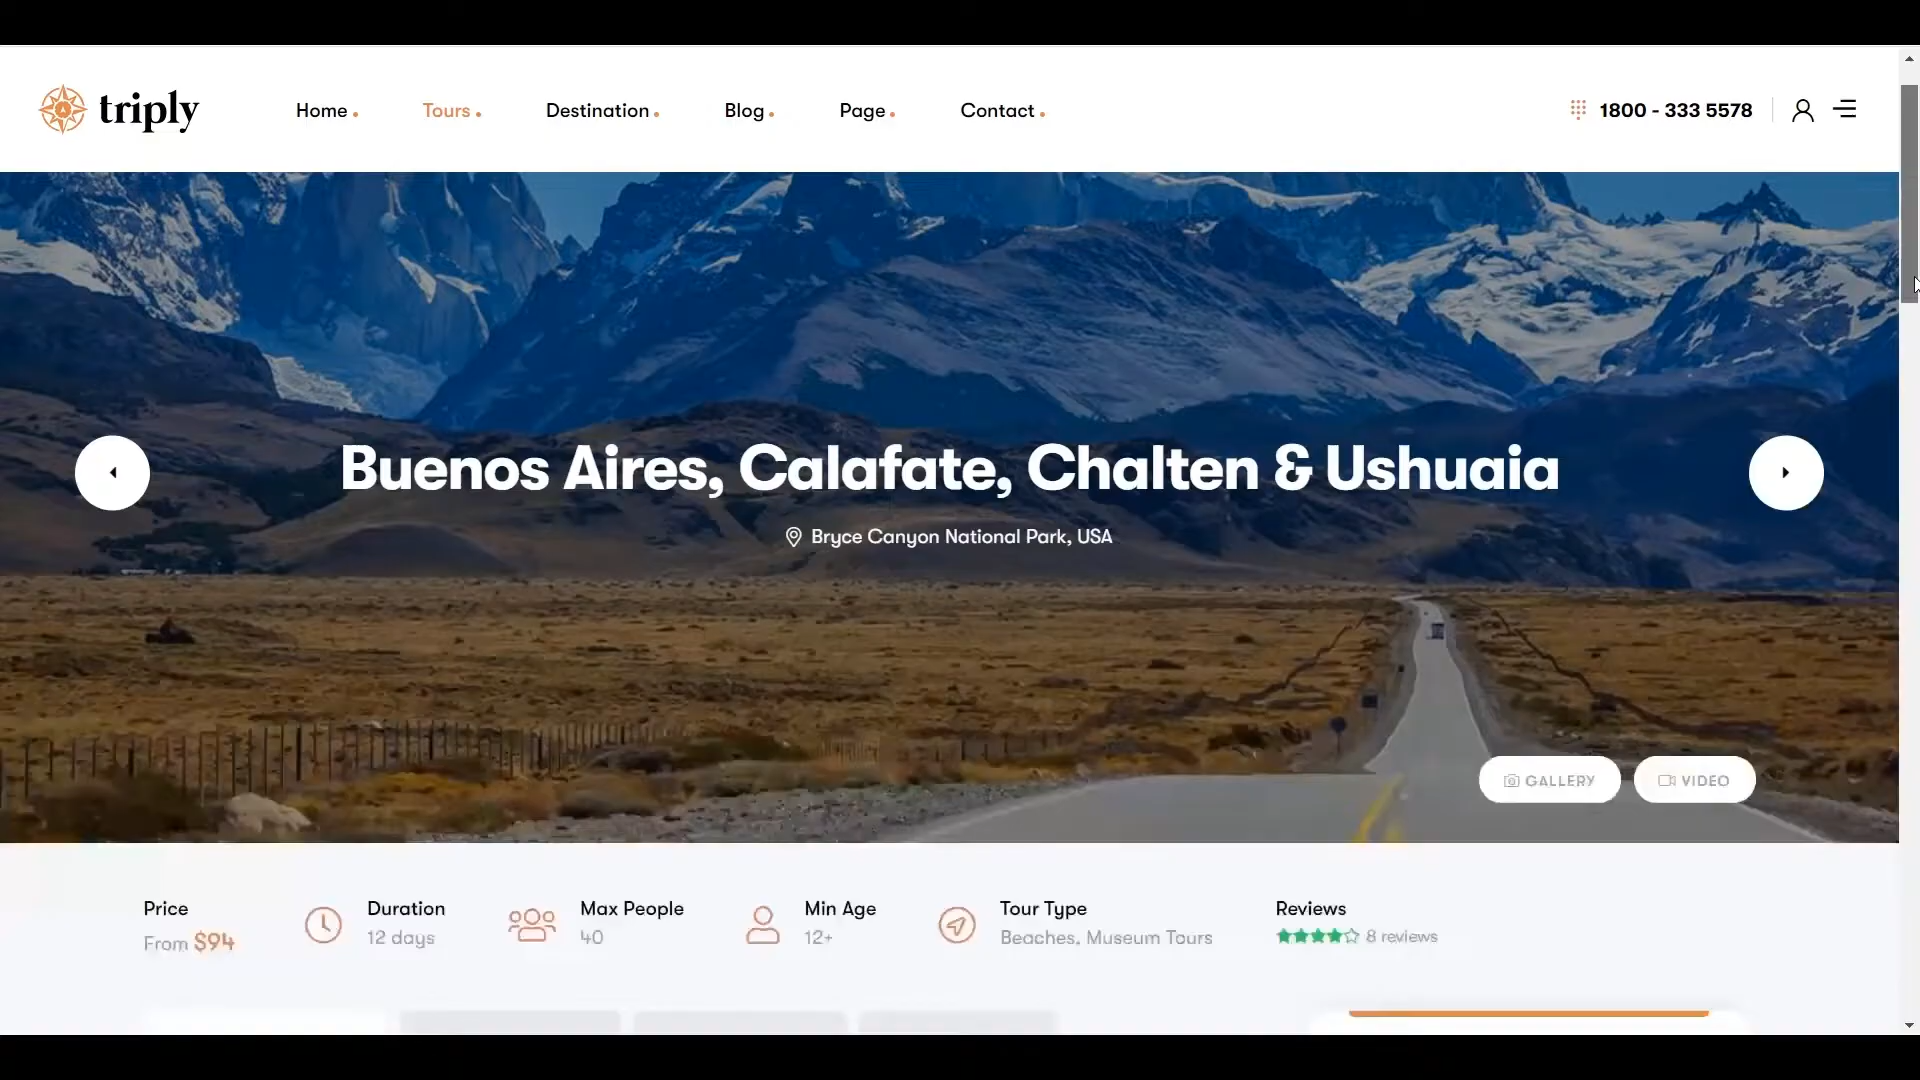 triply
Home
Tours
Destination
Blog
Page
Contact
1800 - 333 5578
Buenos Aires, Calafate, Chalten & Ushuaia
Bryce Canyon National Park, USA
GALLERY
VIDEO
Price
From $94
Duration
12 days
Max People
40
Min Age
12+
Tour Type
Beaches, Museum Tours
Reviews
8 reviews